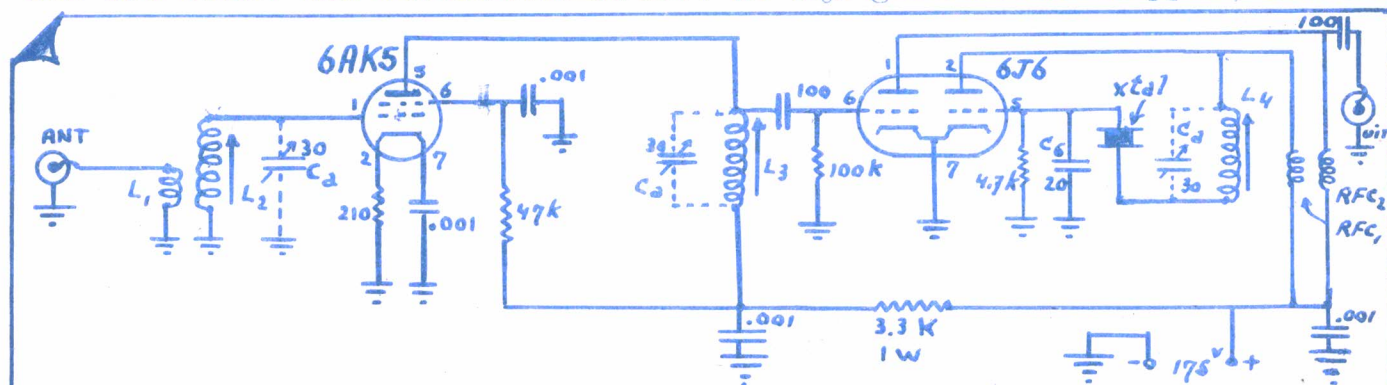 100
6AK5
5
6
.001
1
2
7
ANT
L1
L2
30
Cd
210
.001
47K
30
Cd
L3
100
100K
1
2
6J6
6
5
7
4.7K
C6
20
xtal
Cd
30
L4
RFC2
RFC1
uit
.001
3.3 K
1 W
.001
- 175V +